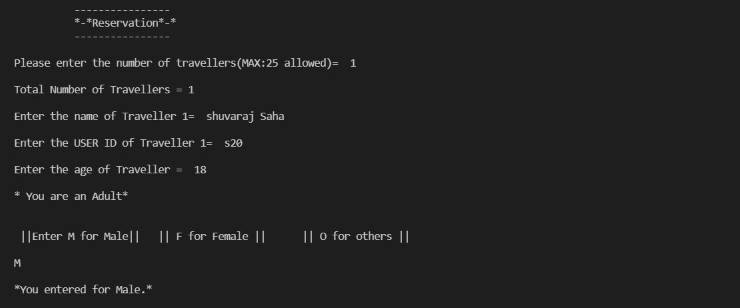 ----------------
*-*Reservation*-*
----------------
Please enter the number of travellers(MAX:25 allowed)=  1
Total Number of Travellers = 1
Enter the name of Traveller 1=  shuvaraj Saha
Enter the USER ID of Traveller 1=  s20
Enter the age of Traveller =  18
* You are an Adult*
||Enter M for Male||   || F for Female ||      || O for others ||
M
*You entered for Male.*